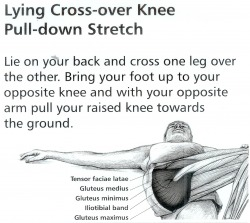 Lying Cross-over Knee
Pull-down Stretch
Lie on your back and cross one leg over
the other. Bring your foot up to your
opposite knee and with your opposite
arm pull your raised knee towards
the ground.
Tensor faciae latae
Gluteus medius
Gluteus minimus
Iliotibial band
Gluteus maximus